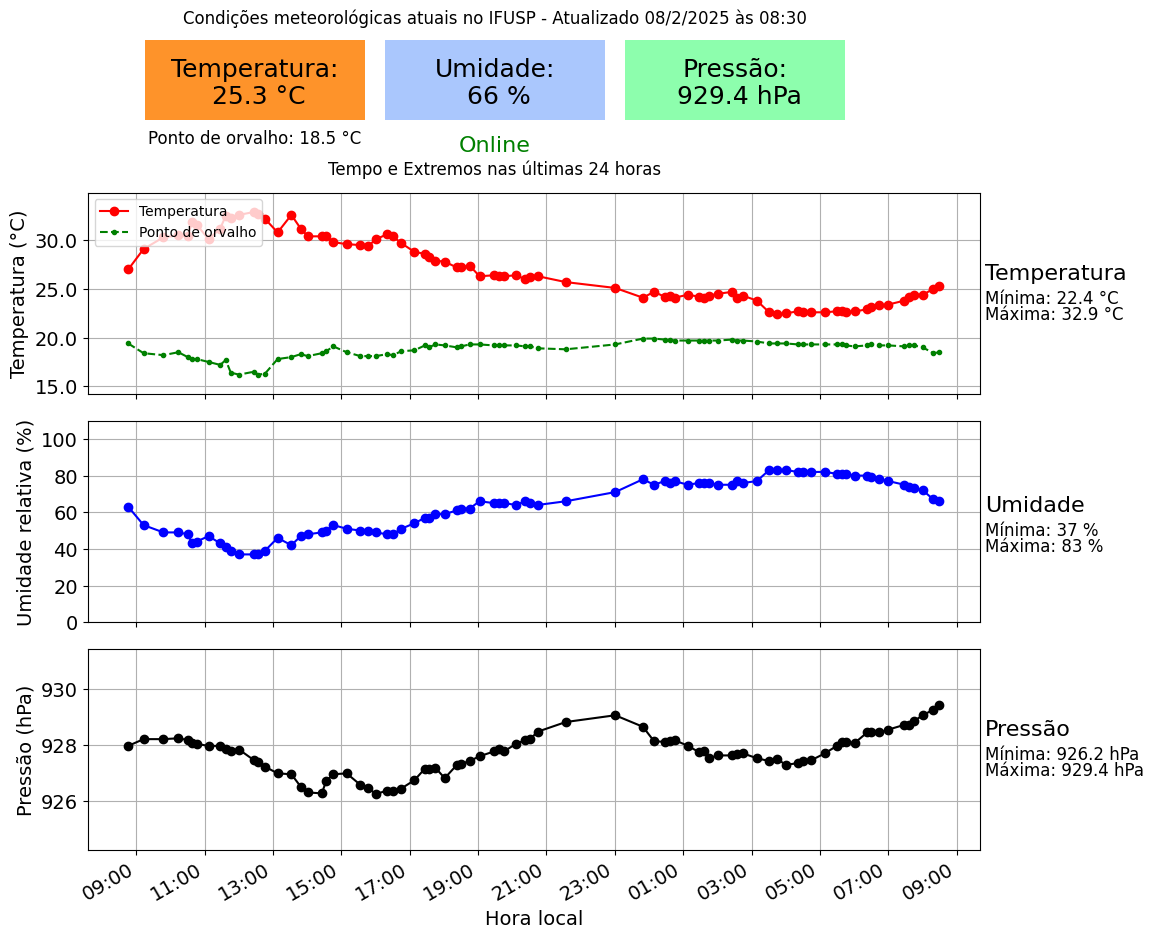 Condições meteorológicas atuais no IFUSP - Atualizado 08/2/2025 às 08:30
Temperatura:
25.3 °C
Umidade:
66 %
Pressão:
929.4 hPa
Ponto de orvalho: 18.5 °C
Online
Tempo e Extremos nas últimas 24 horas
Temperatura (°C)
30.0
25.0
20.0
15.0
Temperatura
Ponto de orvalho
Temperatura
Mínima: 22.4 °C
Máxima: 32.9 °C
Umidade relativa (%)
100
80
60
40
20
0
Umidade
Mínima: 37 %
Máxima: 83 %
Pressão (hPa)
930
928
926
Pressão
Mínima: 926.2 hPa
Máxima: 929.4 hPa
09:00 11:00 13:00 15:00 17:00 19:00 21:00 23:00 01:00 03:00 05:00 07:00 09:00
Hora local